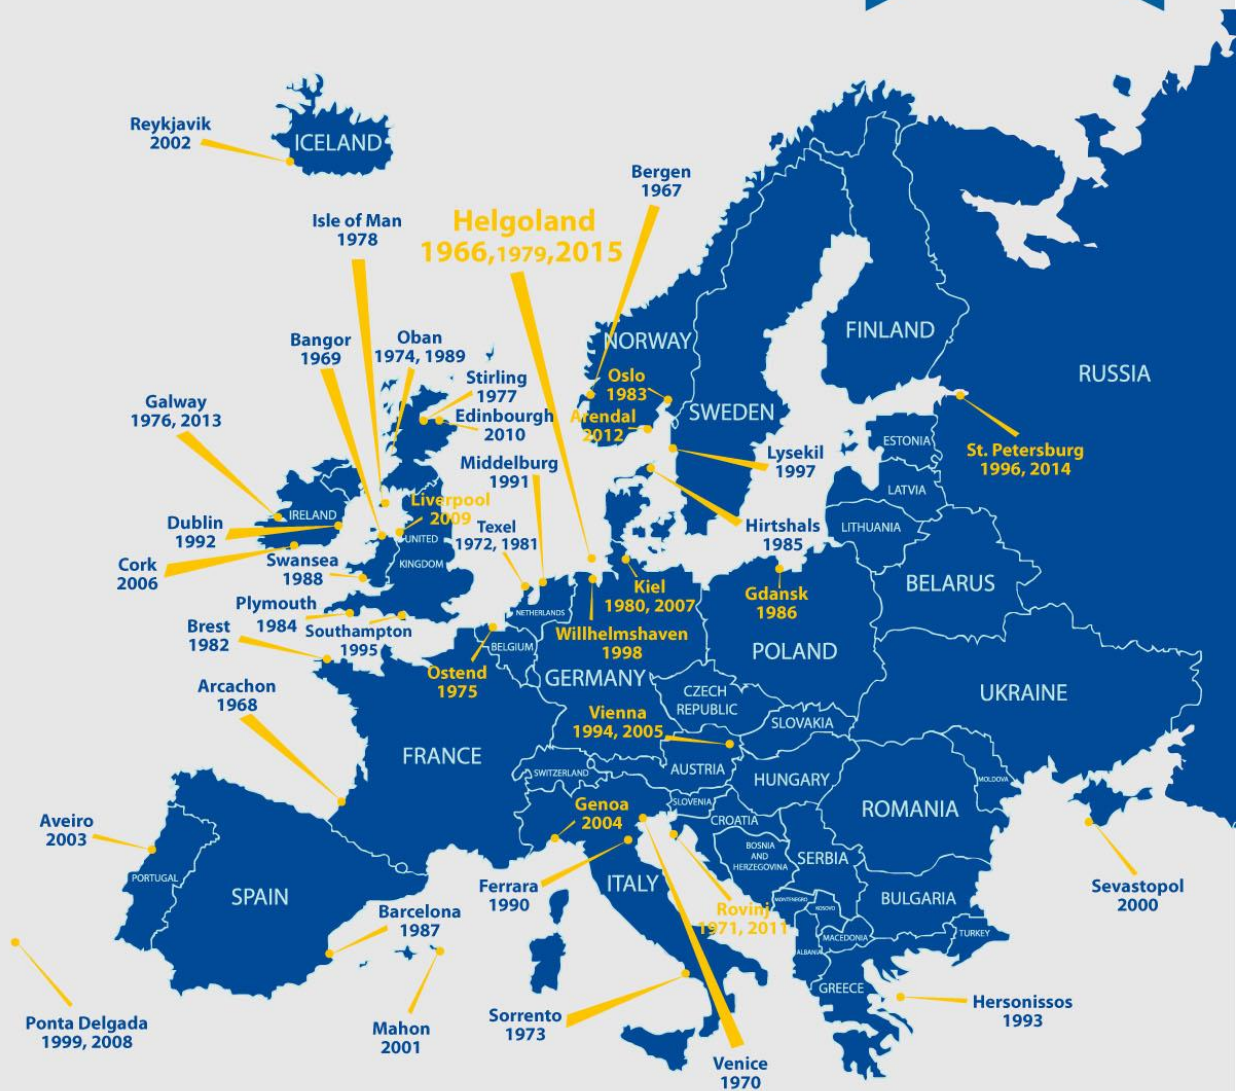 ICELAND
Reykjavik
2002
Bergen
1967
Isle of Man
1978
Helgoland
1966,1979,2015
NORWAY
FINLAND
RUSSIA
SWEDEN
Bangor
1969
Oban
1974, 1989
Stirling
1977
Edinbourgh
2010
Oslo
1983
Arendal
2012
Galway
1976, 2013
Lysekil
1997
St. Petersburg
1996, 2014
ESTONIA
LATVIA
LITHUANIA
Middelburg
1991
Liverpool
2009
Texel
1972, 1981
Hirtshals
1985
IRELAND
Dublin
1992
UNITED
KINGDOM
Cork
2006
Swansea
1988
Plymouth
1984
Southampton
1995
Brest
1982
Kiel
1980, 2007
Gdansk
1986
BELARUS
NETHERLANDS
Willhelmshaven
1998
BELGIUM
Ostend
1975
POLAND
GERMANY
UKRAINE
Arcachon
1968
CZECH
REPUBLIC
SLOVAKIA
Vienna
1994, 2005
FRANCE
AUSTRIA
HUNGARY
MOLDOVA
SWITZERLAND
SLOVENIA
CROATIA
ROMANIA
Genoa
2004
Aveiro
2003
BOSNIA
AND
HERZEGOVINA
SERBIA
PORTUGAL
SPAIN
Ferrara
1990
ITALY
Sevastopol
2000
BULGARIA
MONTENEGRO
KOSOVO
Rovinj
1971, 2011
Barcelona
1987
MACEDONIA
TURKEY
ALBANIA
GREECE
Ponta Delgada
1999, 2008
Mahon
2001
Sorrento
1973
Hersonissos
1993
Venice
1970